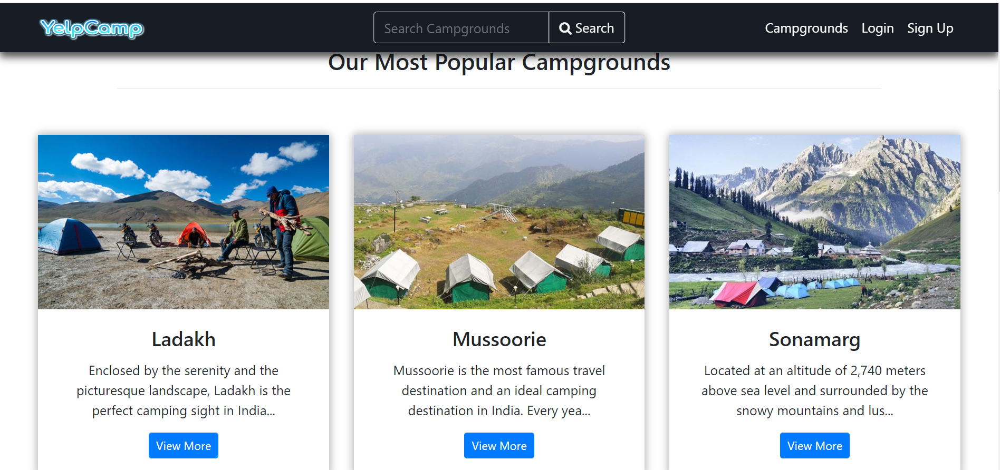 YelpCamp
Search Campgrounds
Search
Campgrounds
Login
Sign Up
Our Most Popular Campgrounds
Ladakh
Enclosed by the serenity and the
picturesque landscape, Ladakh is the
perfect camping sight in India...
View More
Mussoorie
Mussoorie is the most famous travel
destination and an ideal camping
destination in India. Every yea...
View More
Sonamarg
Located at an altitude of 2,740 meters
above sea level and surrounded by the
snowy mountains and lus...
View More